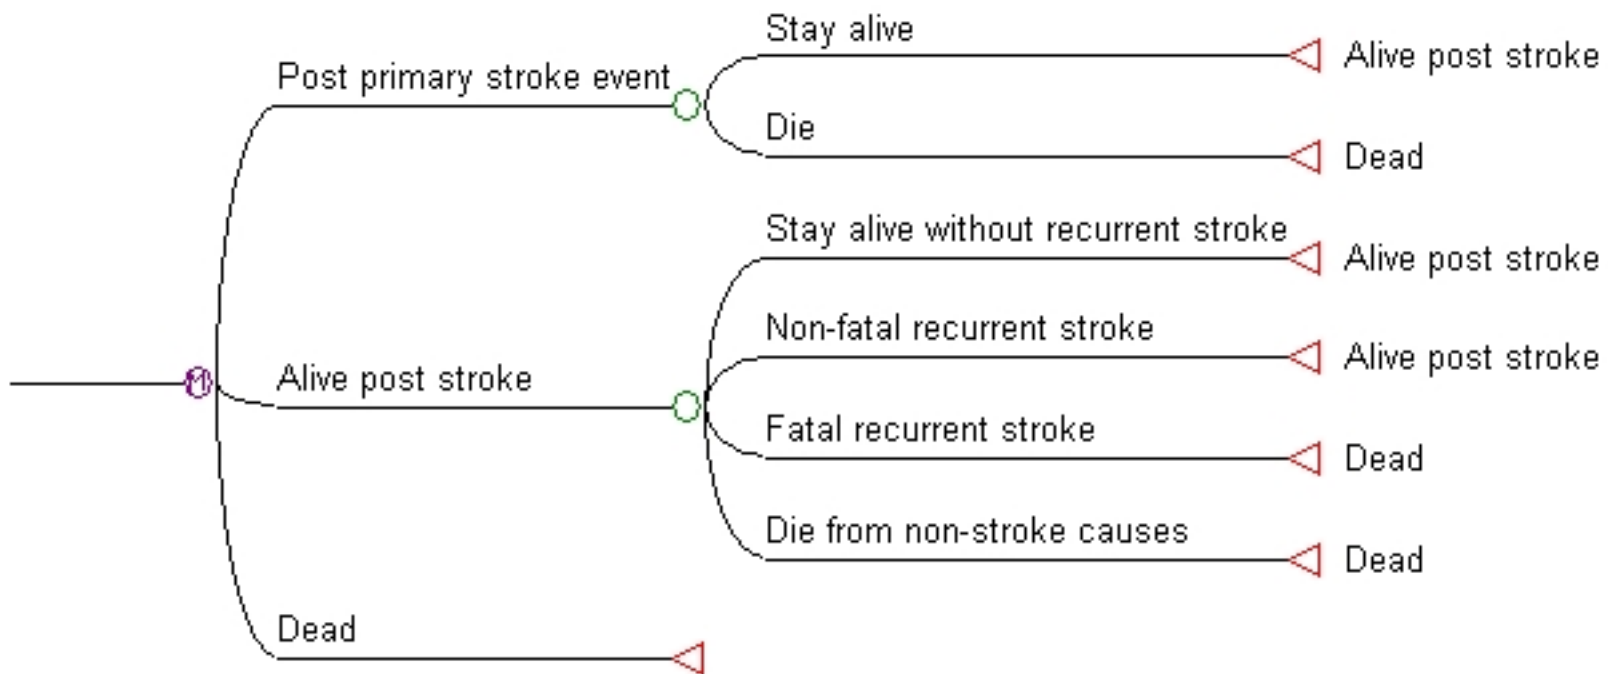 Stay alive
Alive post stroke
Post primary stroke event
Die
Dead
Stay alive without recurrent stroke
Alive post stroke
Non-fatal recurrent stroke
Alive post stroke
M
Alive post stroke
Fatal recurrent stroke
Dead
Die from non-stroke causes
Dead
Dead